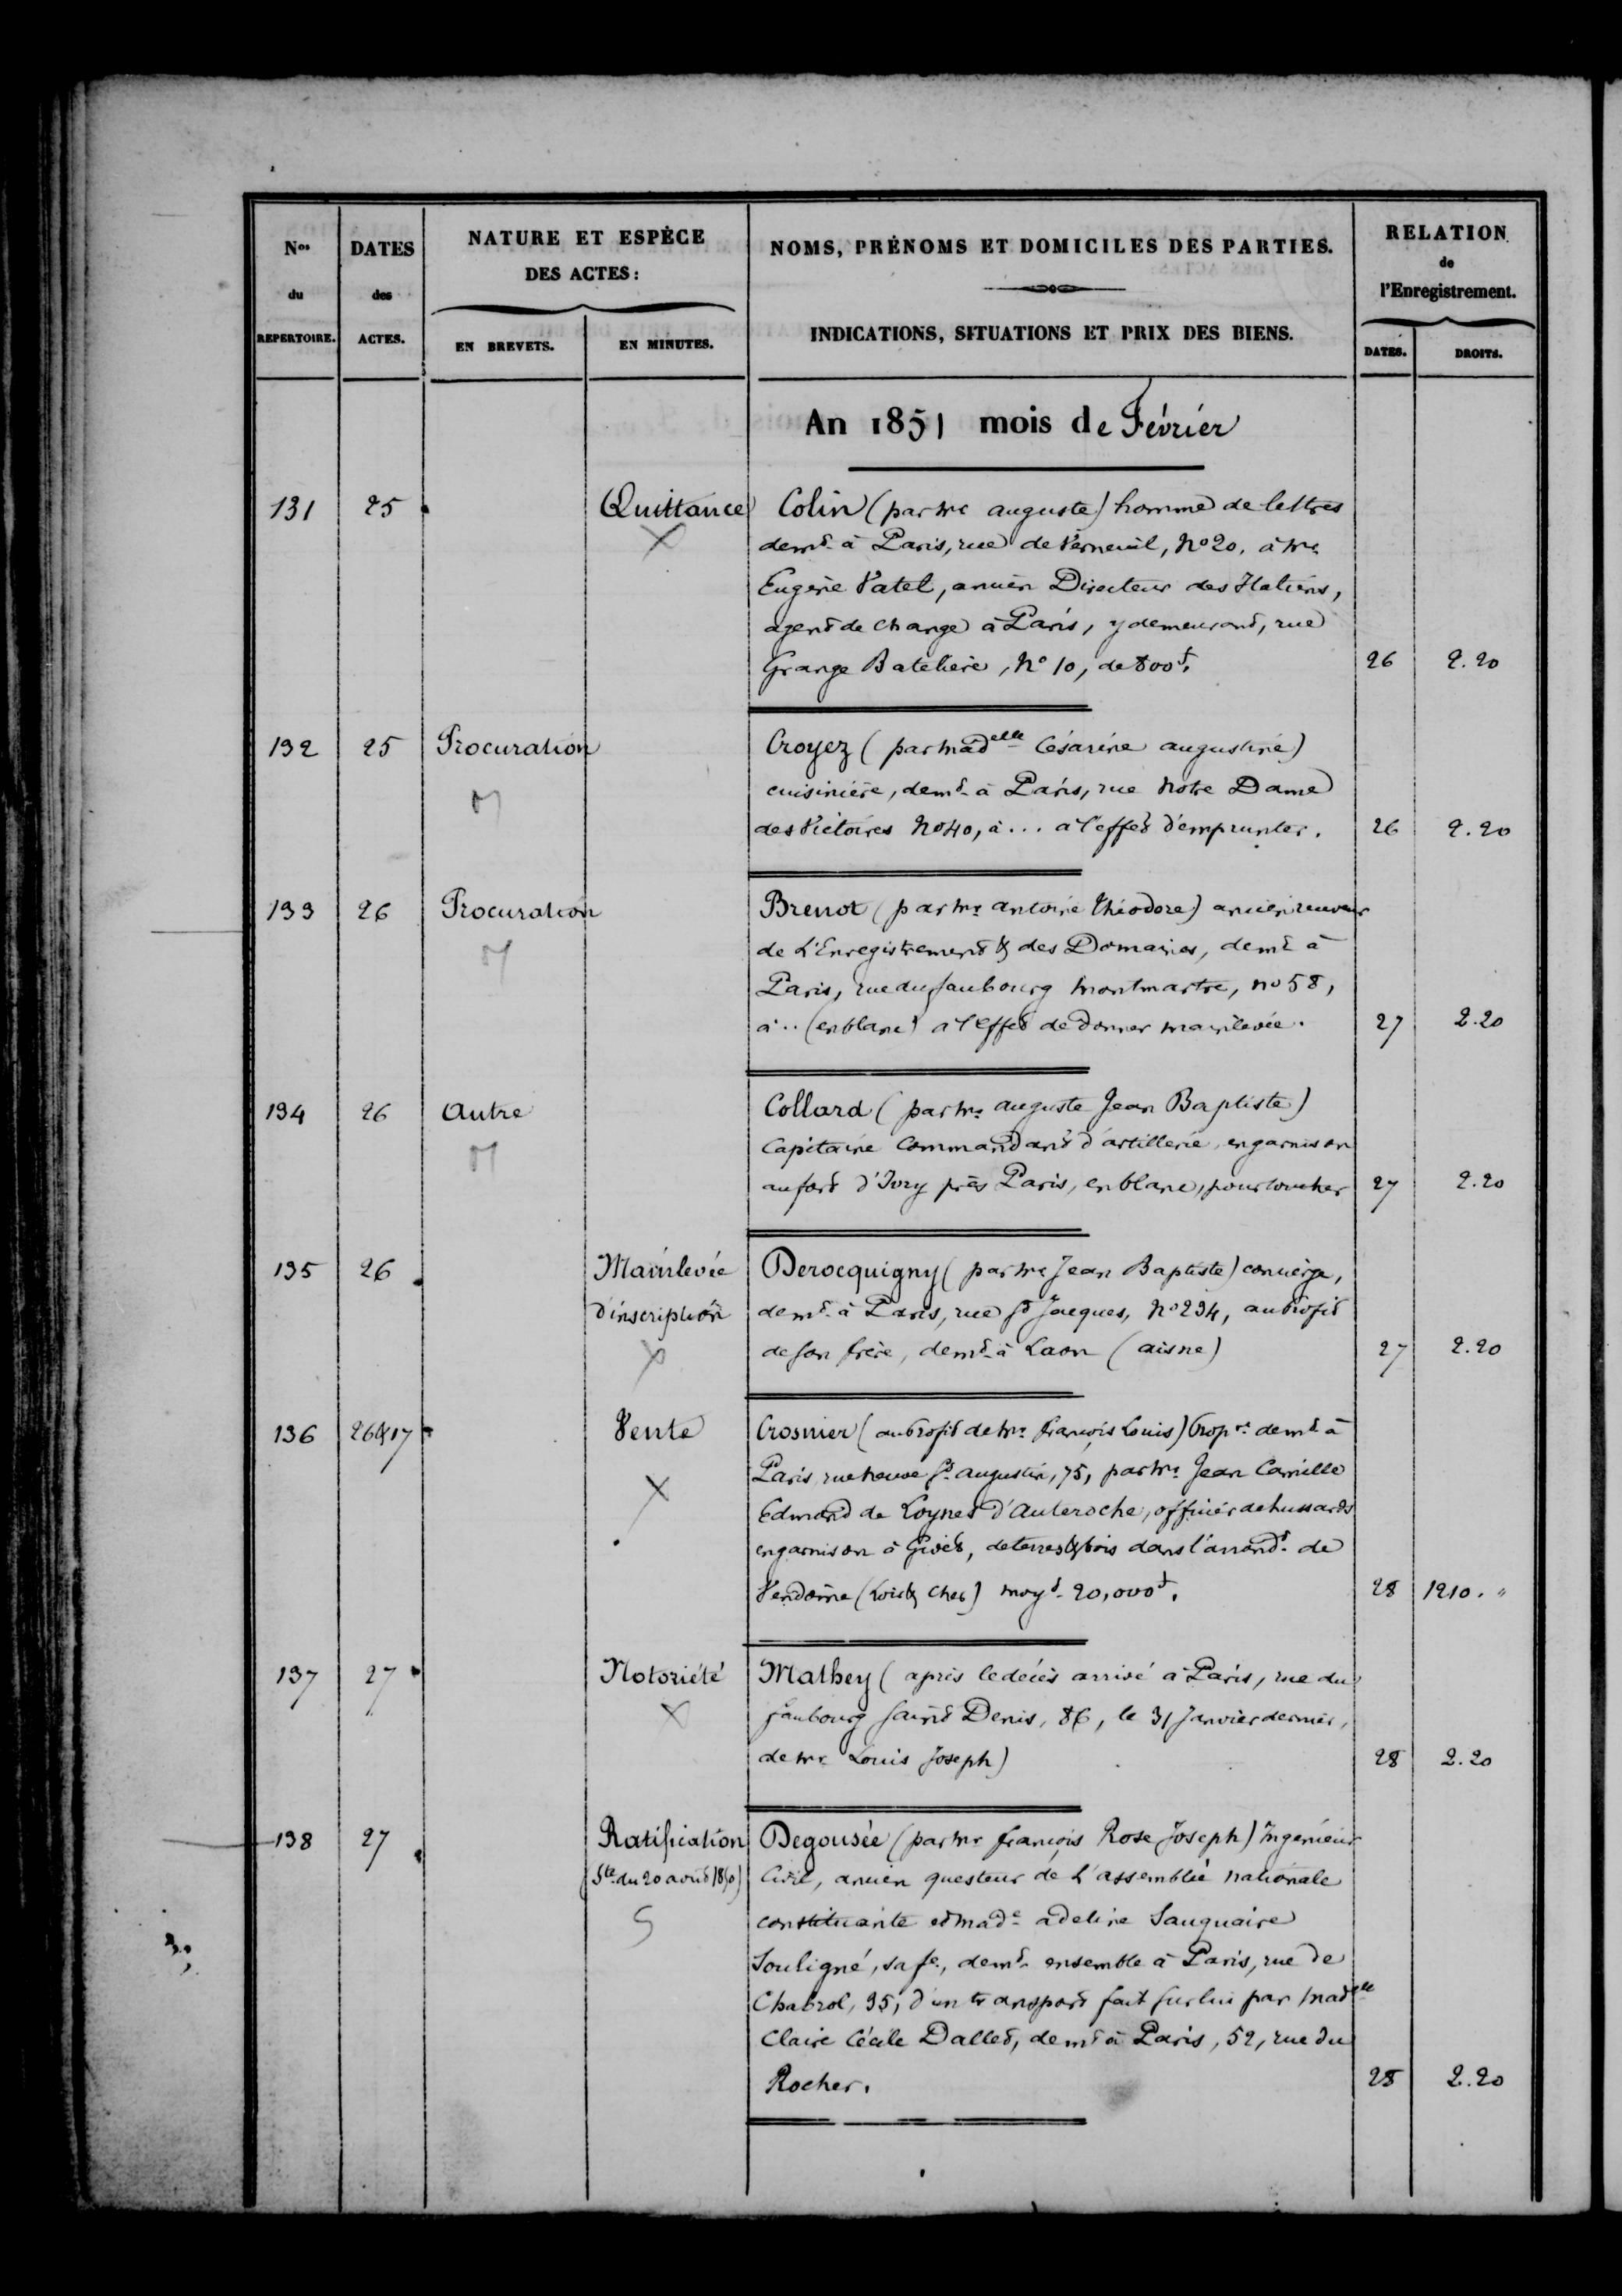 Nos du REPERTOIRE. DATES des ACTES. NATURE ET ESPÈCE DES ACTES: EN BREVETS. EN MINUTES. NOMS, PRÉNOMS ET DOMICILES DES PARTIES. INDICATIONS, SITUATIONS ET PRIX DES BIENS. RELATION de l'Enregistrement. DATES. DROITS.
An 1851 mois de Février
131 25 Quittance Colin (par Mr auguste) homme de lettres
demt à Paris, rue de Verneuil, No 20, à Mr
Eugène Vatel, ancien Directeur des Italiens,
agent de change à Paris, y demeurant, rue
Grange Batelière, No 10, de 800f. 26 2.20
132 25 Procuration Croyez (par Madelle Césarine augustine)
M cuisinière, demt à Paris, rue Notre Dame
des Victoires No 40, à ... à l'effet d'emprunter. 26 2.20
133 26 Procuration Brenot (par Mr antoine théodore) ancien receveur
M de L'Enregistrement & des Domaines, demt à
Paris, rue du faubourg Montmartre, no 58,
à .. (en blanc) à l'Effet de donner mainlevée. 27 2.20
134 26 Autre Collard (par Mr auguste Jean Baptiste)
M Capitaine Commandant d'artillerie en garnison
au fort d'Ivry près Paris, en blanc, pour toucher 27 2.20
135 26 Mainlevée Derocquigny (par Mr Jean Baptiste) concierge,
d'inscription demt à Paris, rue St Jacques, No 234, au Profit
de son frère, demt à Laon (aisne) 27 2.20
136 26 & 17 Vente Crosnier (au Profit de Mr françois Louis) Propre demt à
Paris, rue neuve St augustin, 75, par Mr Jean Camille
Edmond de Loynes d'Auteroche, officier de hussards
en garnison à Givet, de terres & bois dans l'arrondt de
Vendôme (Loir & Cher) moyt 20,000f. 28 1210. "
137 27 Notoriété Mathey (après le décès arrivé à Paris, rue du
faubourg Saint Denis, 86, le 31 Janvier dernier,
de Mr Louis Joseph) 28 2.20
138 27 Ratification Degousée (par Mr françois Rose Joseph) Ingénieur
(Ste du 20 août 1850) Civil, ancien questeur de L'assemblée nationale
constituante et Made adeline Sauquaire
Souligné, sa fe, demt ensemble à Paris, rue de
Chabrol, 35, d'un transport fait sur lui par Madelle
Claire Cécile Dallet, demt à Paris, 52, rue du
Rocher. 28 2.20